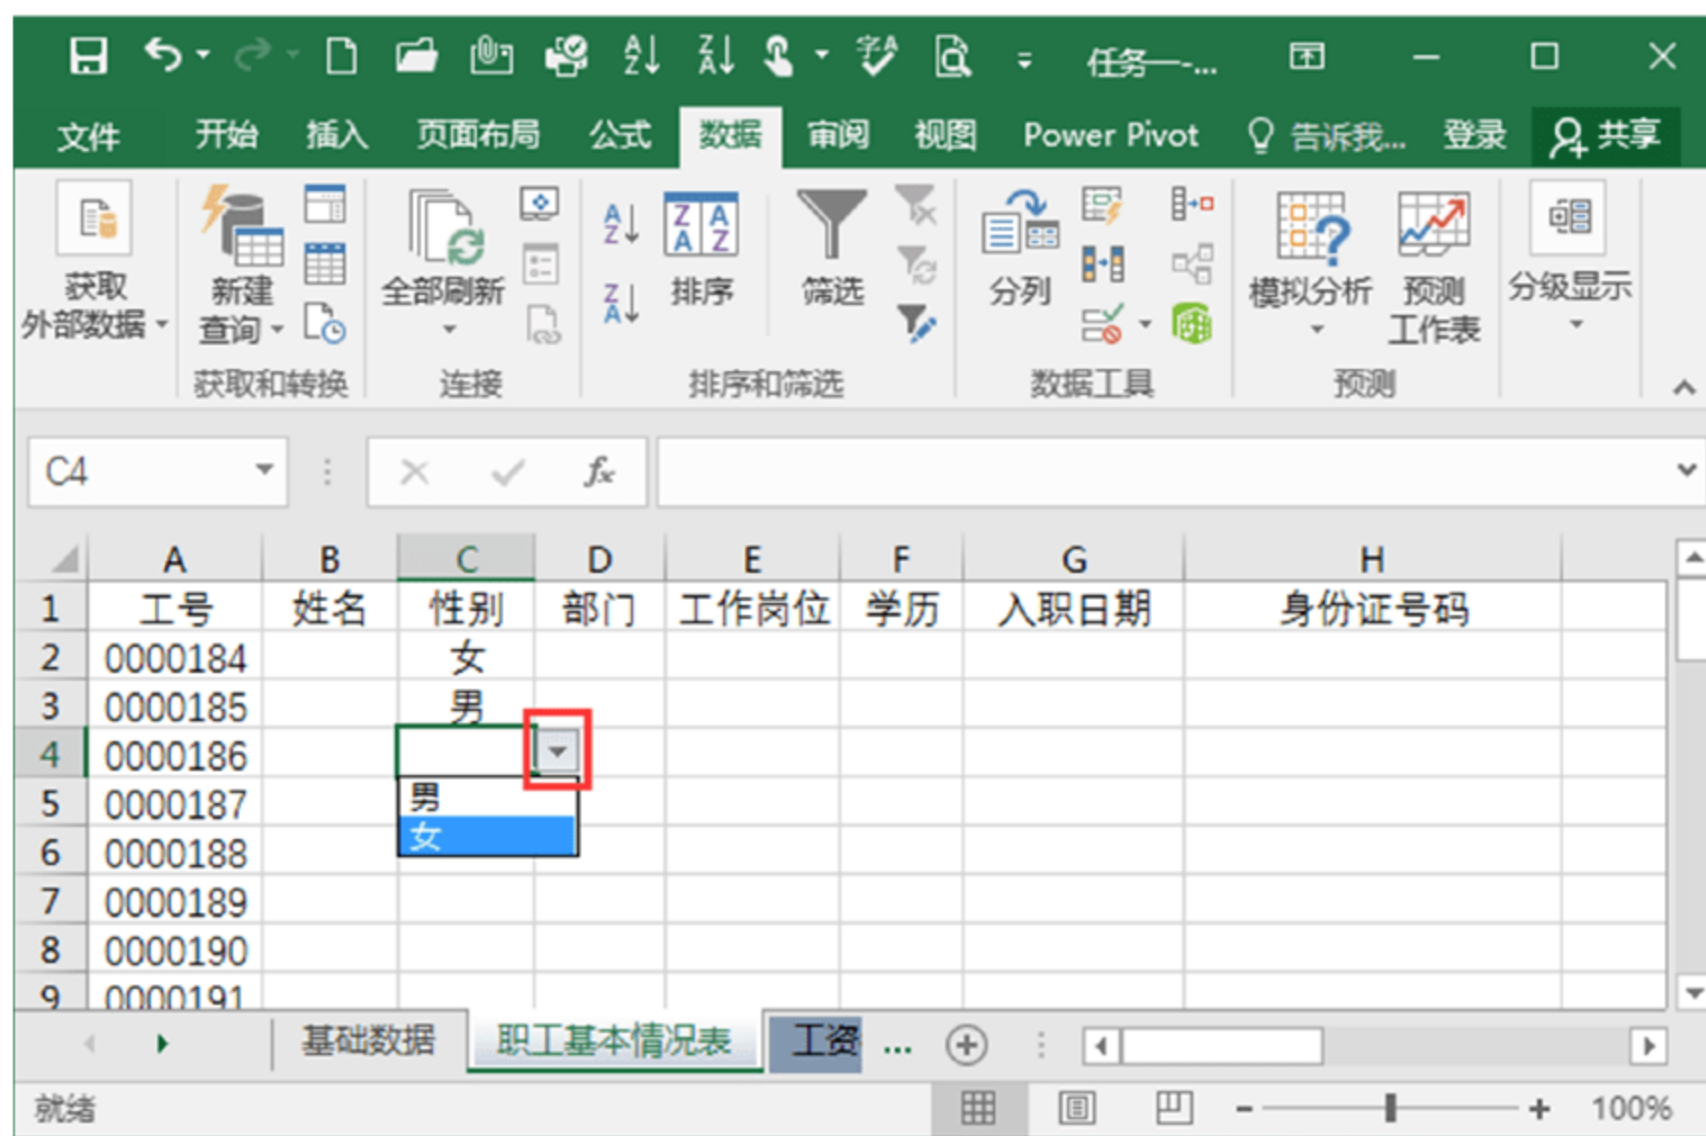 任务一-...
文件 开始 插入 页面布局 公式 数据 审阅 视图 Power Pivot 告诉我... 登录 共享
获取
外部数据
新建
查询
全部刷新
排序
筛选
分列
模拟分析
预测
工作表
分级显示
获取和转换 连接 排序和筛选 数据工具 预测
C4 fx
A B C D E F G H
1 工号 姓名 性别 部门 工作岗位 学历 入职日期 身份证号码
2 0000184 女
3 0000185 男
4 0000186
5 0000187 男
6 0000188 女
7 0000189
8 0000190
9 0000191
基础数据 职工基本情况表 工资 ...
就绪 100%